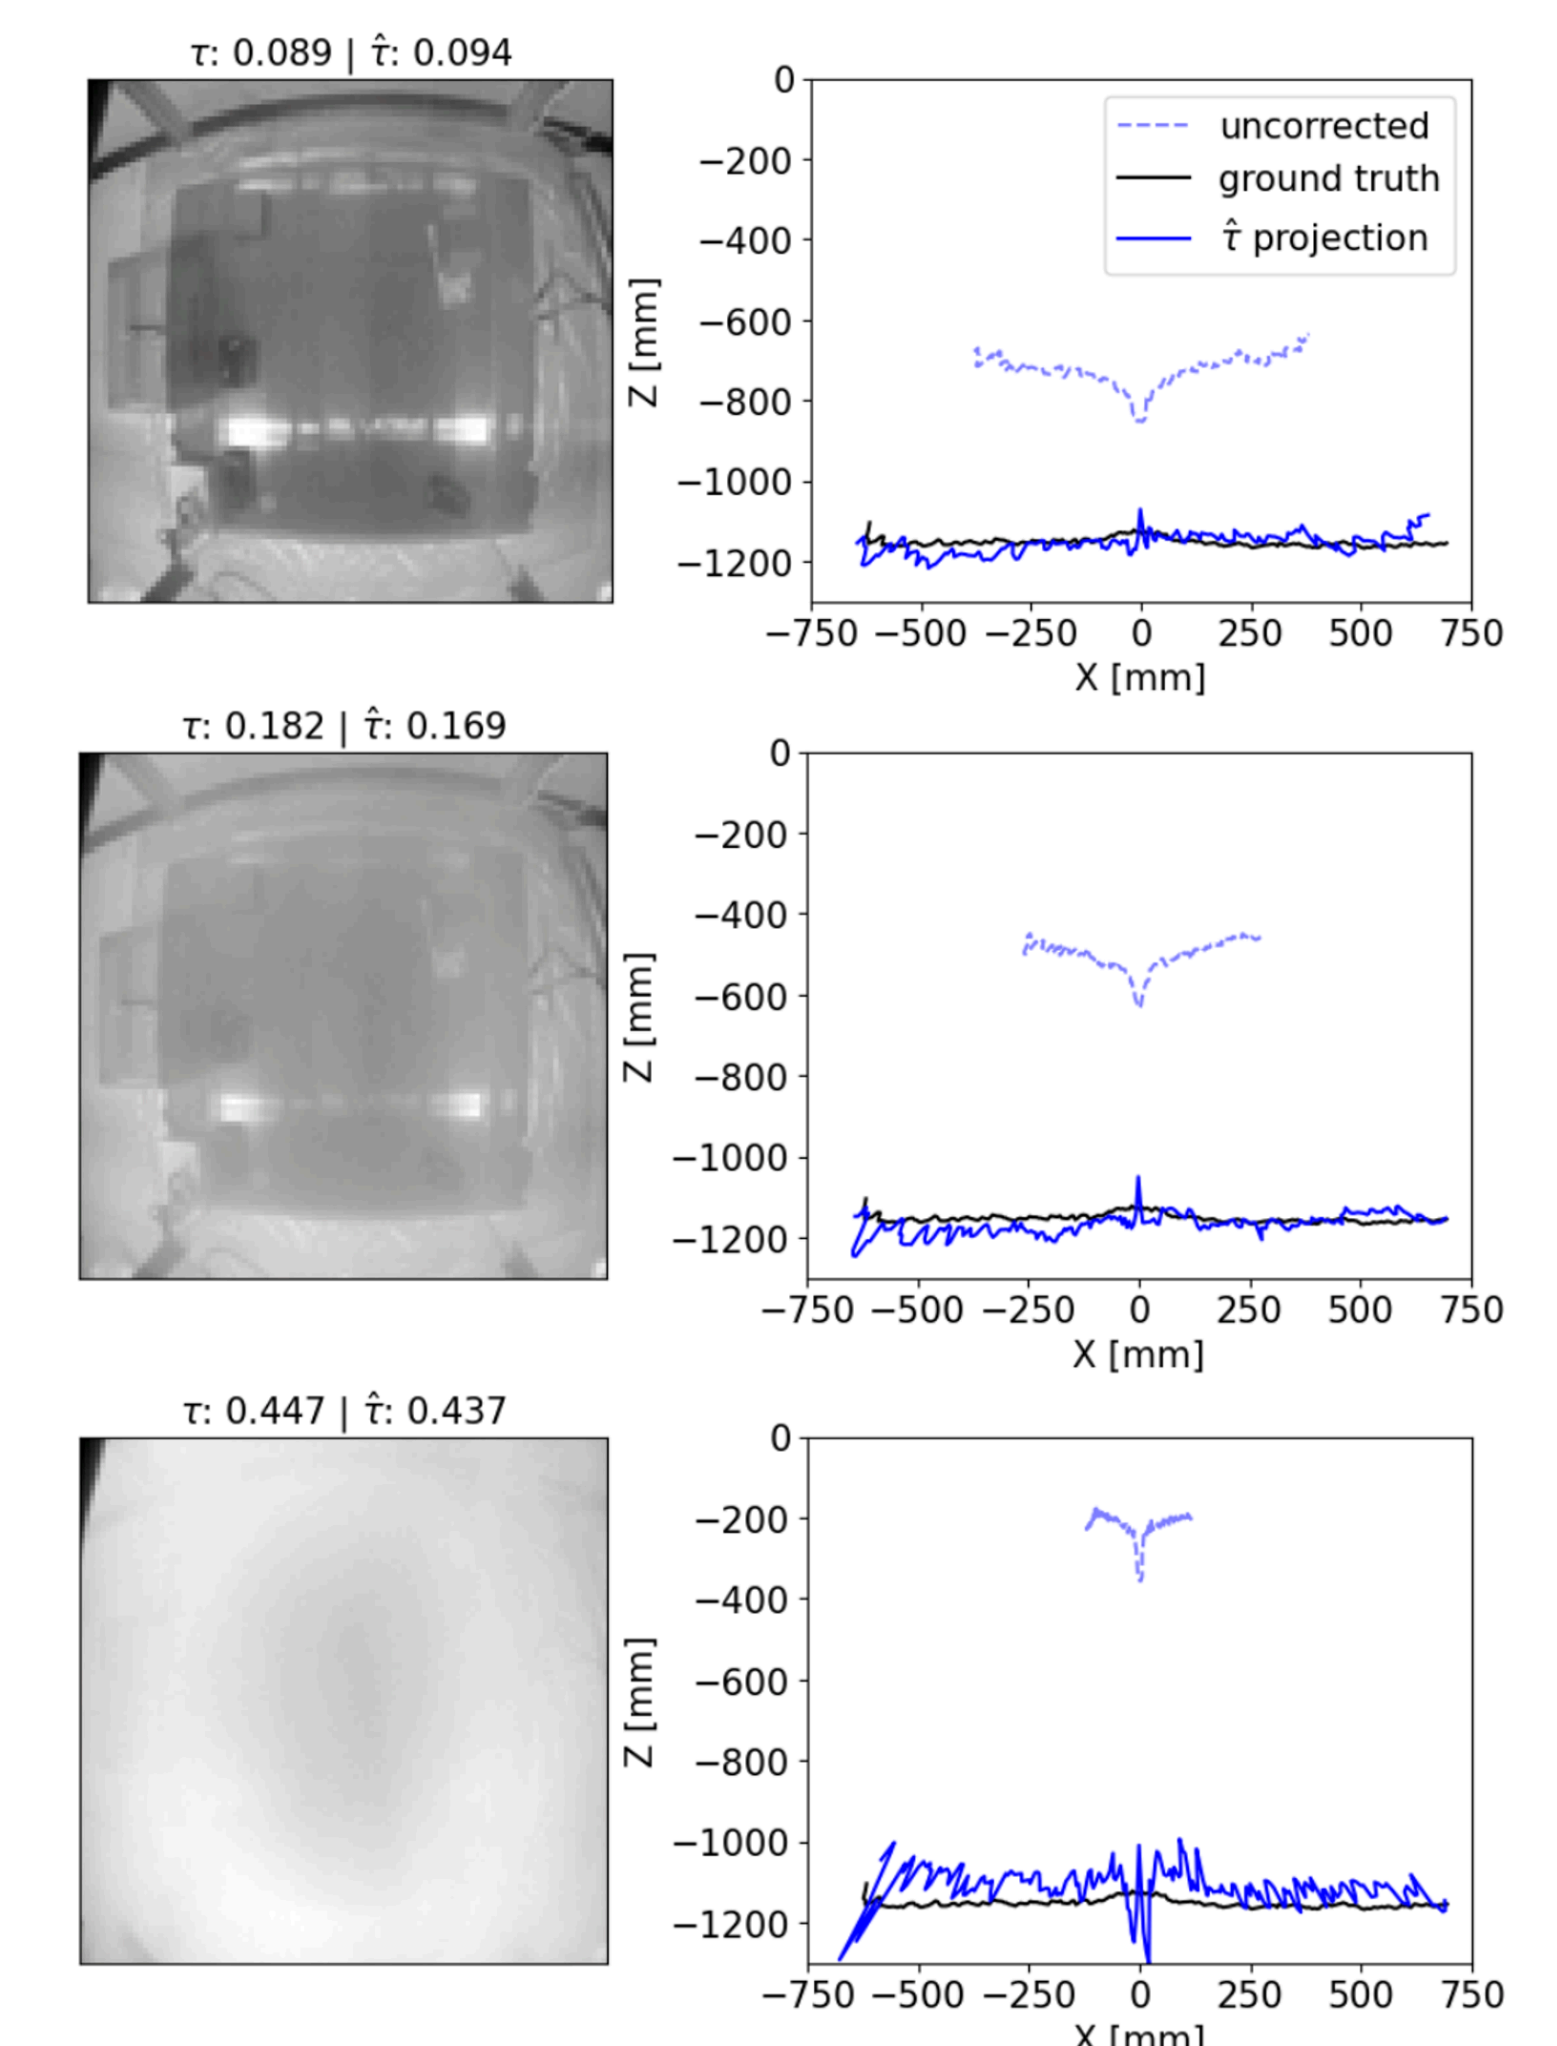 τ: 0.089 | τ̂: 0.094
0
−200
−400
−600
−800
−1000
−1200
Z [mm]
uncorrected
ground truth
τ̂ projection
−750 −500 −250 0 250 500 750
X [mm]
τ: 0.182 | τ̂: 0.169
0
−200
−400
−600
−800
−1000
−1200
Z [mm]
−750 −500 −250 0 250 500 750
X [mm]
τ: 0.447 | τ̂: 0.437
0
−200
−400
−600
−800
−1000
−1200
Z [mm]
−750 −500 −250 0 250 500 750
X [mm]